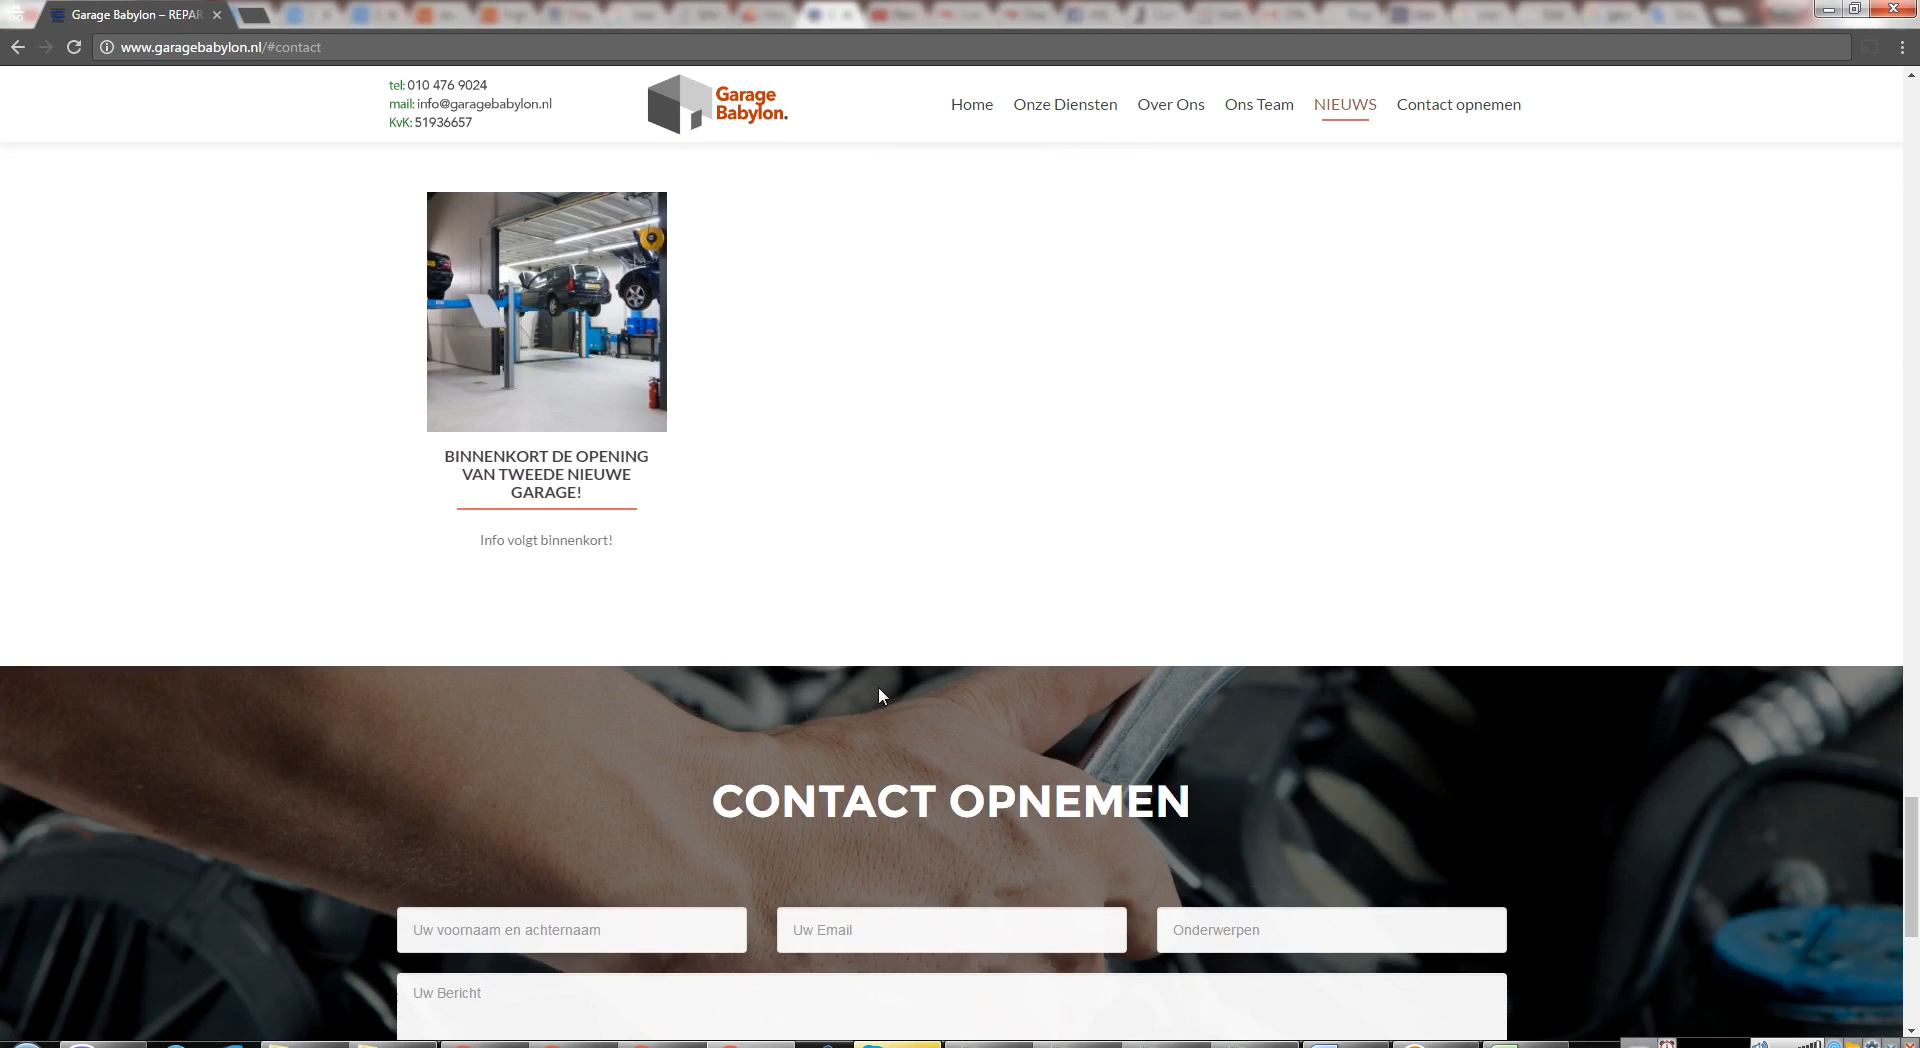 Garage Babylon – REPAR
www.garagebabylon.nl/#contact
tel: 010 476 9024
mail: info@garagebabylon.nl
KvK: 51936657
Garage
Babylon.
Home Onze Diensten Over Ons Ons Team NIEUWS Contact opnemen
BINNENKORT DE OPENING
VAN TWEEDE NIEUWE
GARAGE!
Info volgt binnenkort!
CONTACT OPNEMEN
Uw voornaam en achternaam Uw Email Onderwerpen
Uw Bericht